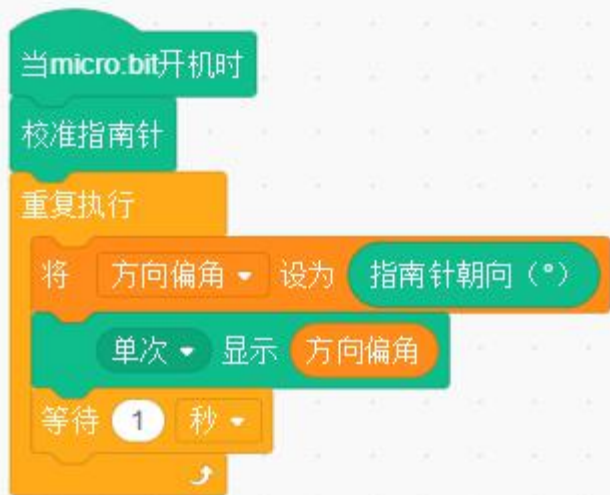 当micro:bit开机时
校准指南针
重复执行
将 方向偏角 设为 指南针朝向（°）
单次 显示 方向偏角
等待 1 秒